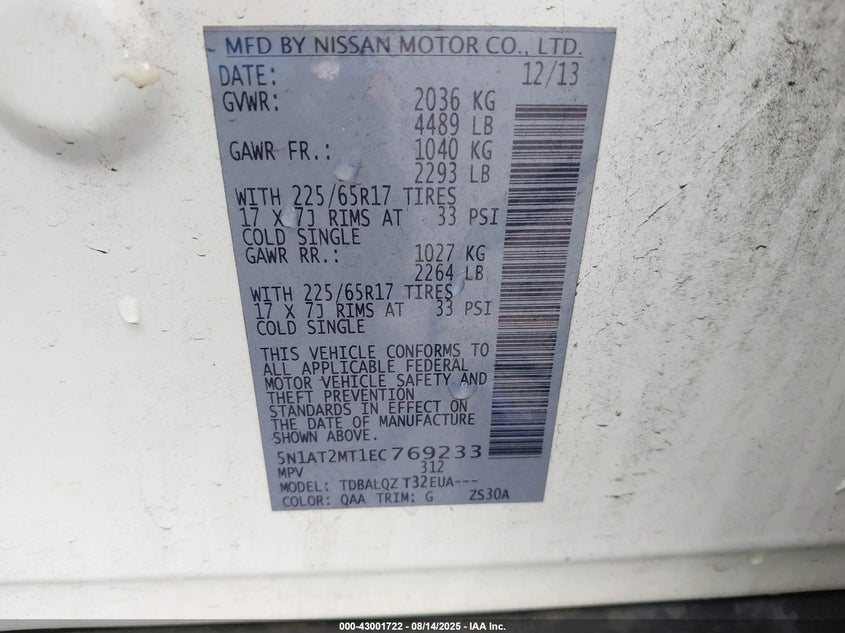 MFD BY NISSAN MOTOR CO., LTD.
DATE: 12/13
GVWR: 2036 KG
4489 LB
GAWR FR.: 1040 KG
2293 LB
WITH 225/65R17 TIRES
17 X 7J RIMS AT 33 PSI
COLD SINGLE
GAWR RR.: 1027 KG
2264 LB
WITH 225/65R17 TIRES
17 X 7J RIMS AT 33 PSI
COLD SINGLE
THIS VEHICLE CONFORMS TO
ALL APPLICABLE FEDERAL
MOTOR VEHICLE SAFETY AND
THEFT PREVENTION
STANDARDS IN EFFECT ON
THE DATE OF MANUFACTURE
SHOWN ABOVE.
5N1AT2MT1EC769233
MPV 312
MODEL: TDBALQZ T32EUA---
COLOR: QAA TRIM: G ZS30A
000-43001722 - 08/14/2025 - IAA Inc.